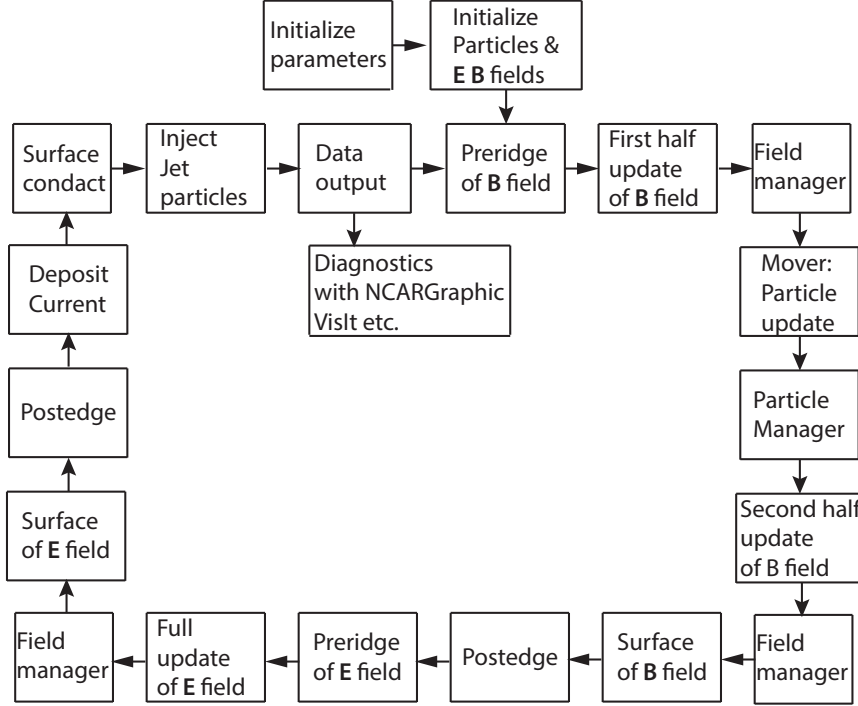 Initialize
parameters
Initialize
Particles &
E B fields
Surface
condact
Inject
Jet
particles
Data
output
Preridge
of B field
First half
update
of B field
Field
manager
Deposit
Current
Diagnostics
with NCARGraphic
VisIt etc.
Mover:
Particle
update
Postedge
Particle
Manager
Surface
of E field
Second half
update
of B field
Field
manager
Full
update
of E field
Preridge
of E field
Postedge
Surface
of B field
Field
manager